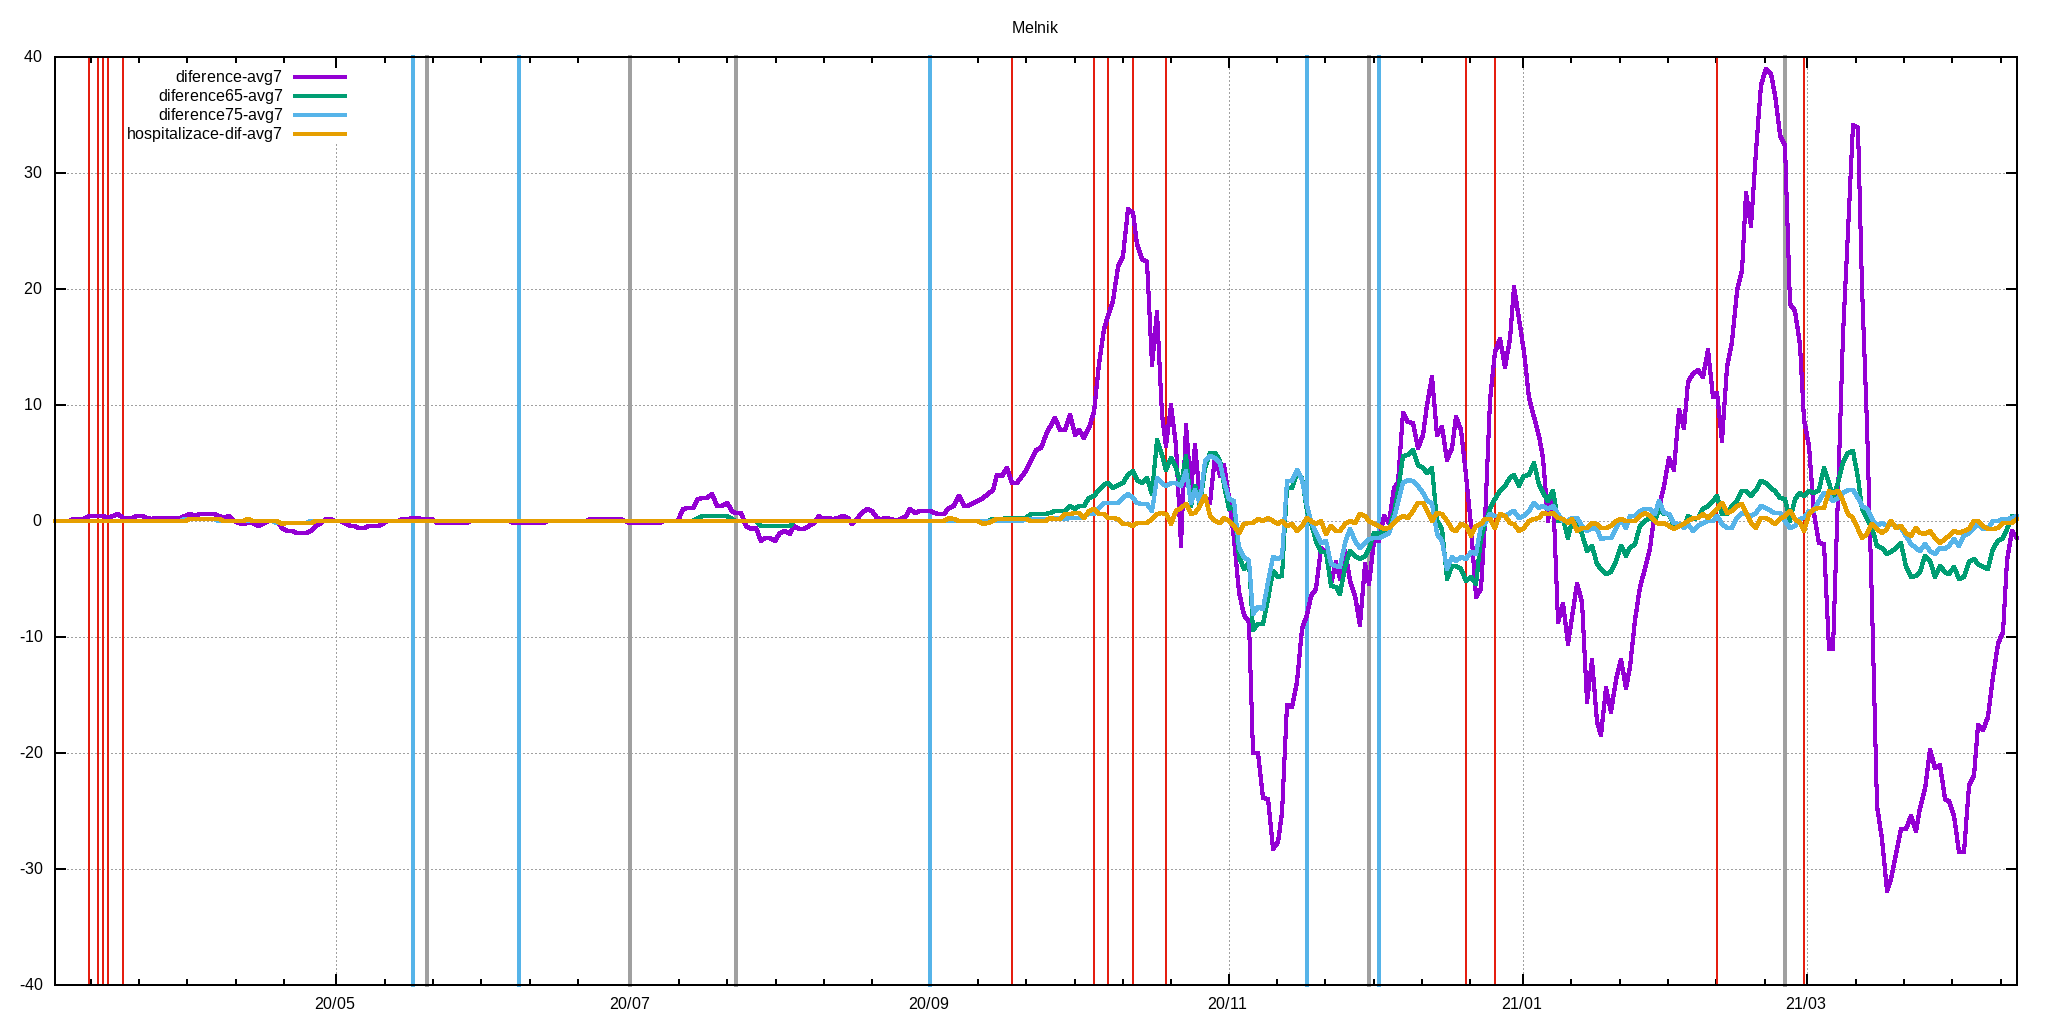 Melnik
40
30
20
10
0
-10
-20
-30
-40
diference-avg7
diference65-avg7
diference75-avg7
hospitalizace-dif-avg7
20/05 20/07 20/09 20/11 21/01 21/03